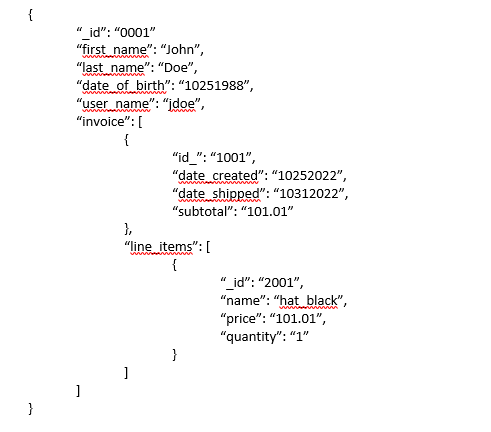 {
“_id”: “0001”
“first_name”: “John”,
“last_name”: “Doe”,
“date_of_birth”: “10251988”,
“user_name”: “jdoe”,
“invoice”: [
{
“id_”: “1001”,
“date_created”: “10252022”,
“date_shipped”: “10312022”,
“subtotal”: “101.01”
},
“line_items”: [
{
“_id”: “2001”,
“name”: “hat_black”,
“price”: “101.01”,
“quantity”: “1”
}
]
]
}